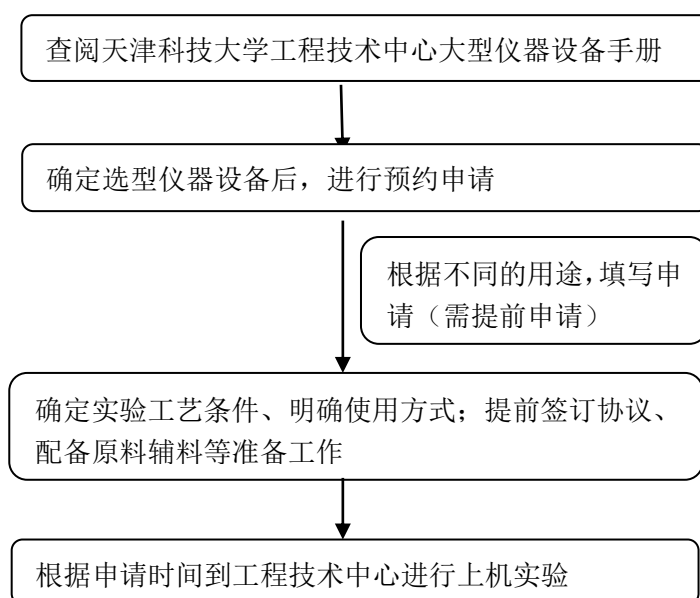 查阅天津科技大学工程技术中心大型仪器设备手册
确定选型仪器设备后，进行预约申请
根据不同的用途，填写申
请（需提前申请）
确定实验工艺条件、明确使用方式；提前签订协议、
配备原料辅料等准备工作
根据申请时间到工程技术中心进行上机实验